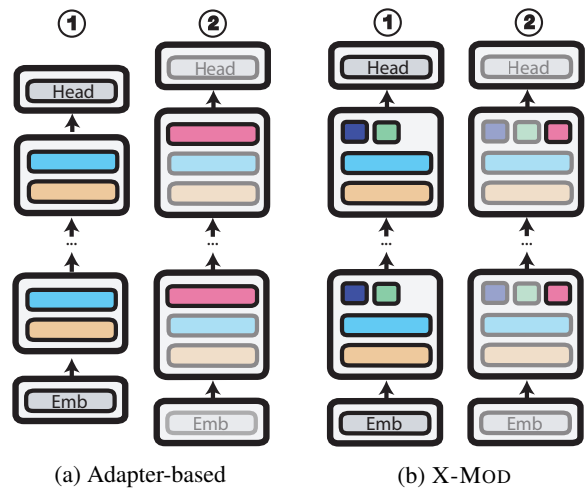 1 2 1 2
Head Head Head Head
... ... ... ...
Emb Emb Emb Emb
(a) Adapter-based (b) X-MOD